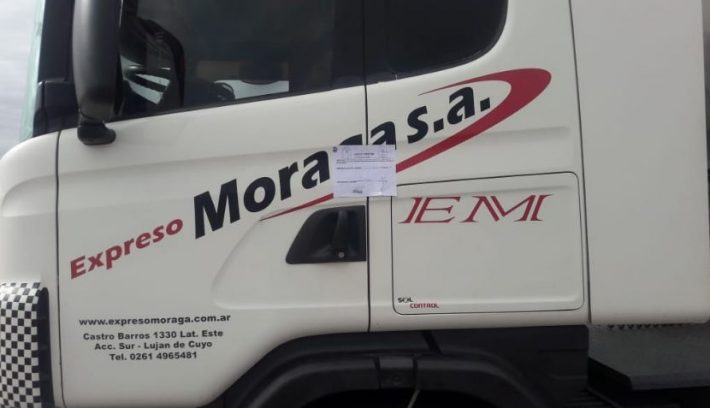 Expreso Moraga s.a.
EM
SOL
CONTROL
www.expresomoraga.com.ar
Castro Barros 1330 Lat. Este
Acc. Sur - Lujan de Cuyo
Tel. 0261 4965481